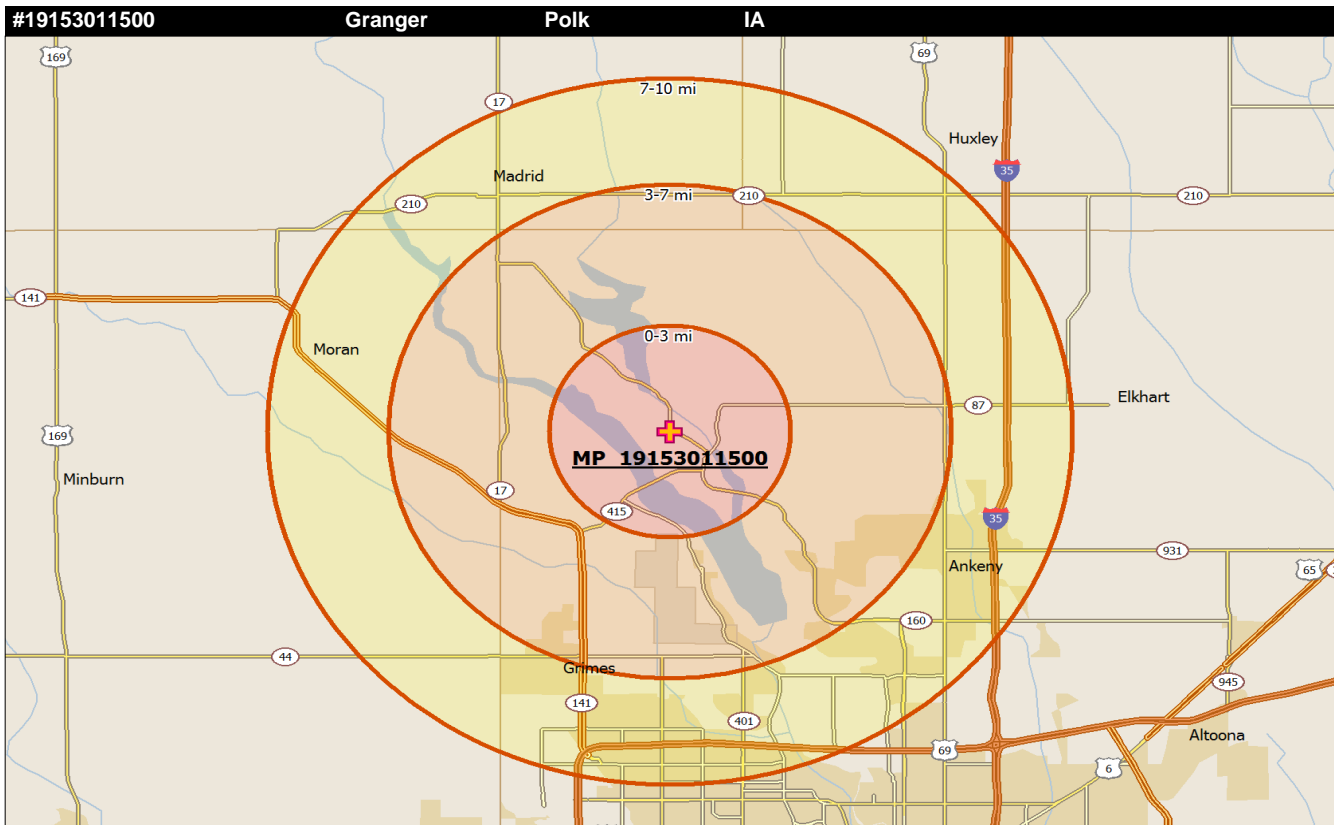 #19153011500 Granger Polk IA
169
69
7-10 mi
17
Huxley
35
Madrid
3-7 mi
210
210
210
141
0-3 mi
Moran
Elkhart
87
169
MP 19153011500
Minburn
17
415
35
931
Ankeny
65
160
44
Grimes
945
141
401
Altoona
69
6